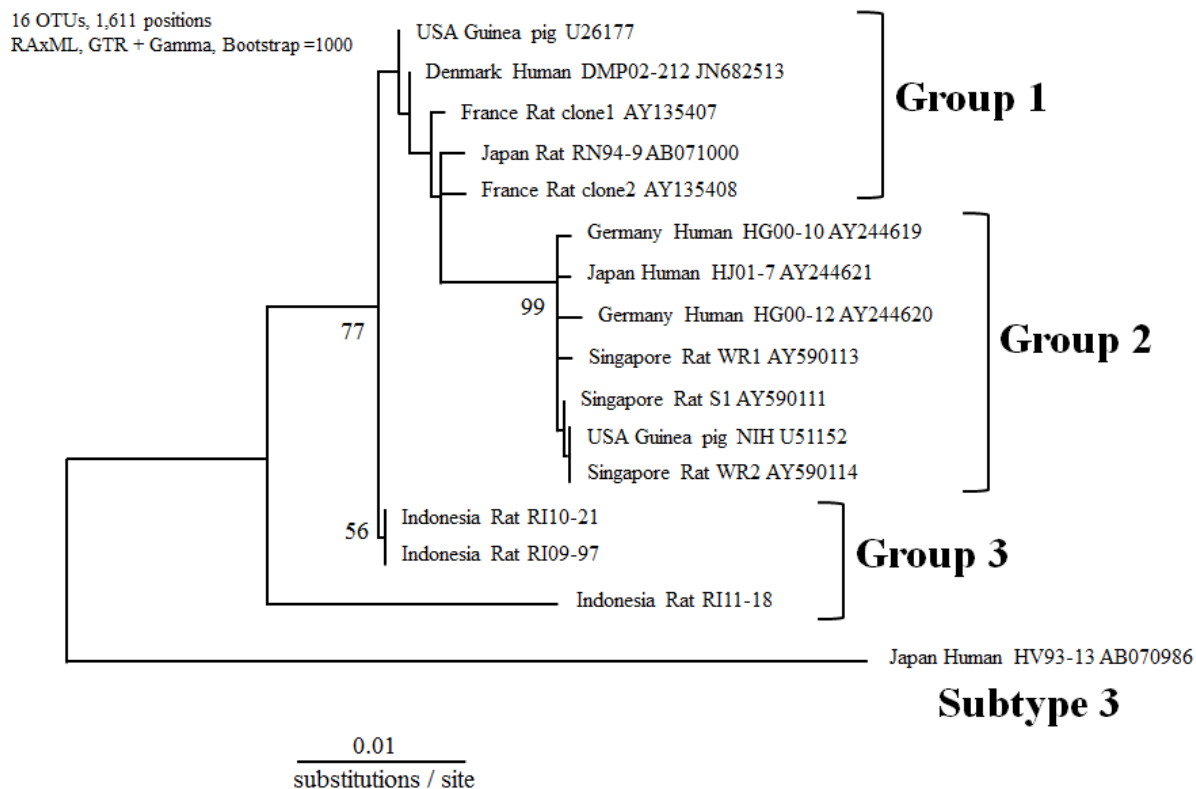 16 OTUs, 1,611 positions
RAxML, GTR + Gamma, Bootstrap =1000
USA Guinea pig U26177
Denmark Human DMP02-212 JN682513
France Rat clone1 AY135407
Japan Rat RN94-9 AB071000
France Rat clone2 AY135408
Group 1
Germany Human HG00-10 AY244619
Japan Human HJ01-7 AY244621
Germany Human HG00-12 AY244620
Singapore Rat WR1 AY590113
Singapore Rat S1 AY590111
USA Guinea pig NIH U51152
Singapore Rat WR2 AY590114
Group 2
99
77
56
Indonesia Rat RI10-21
Indonesia Rat RI09-97
Indonesia Rat RI11-18
Group 3
Japan Human HV93-13 AB070986
Subtype 3
0.01
substitutions / site